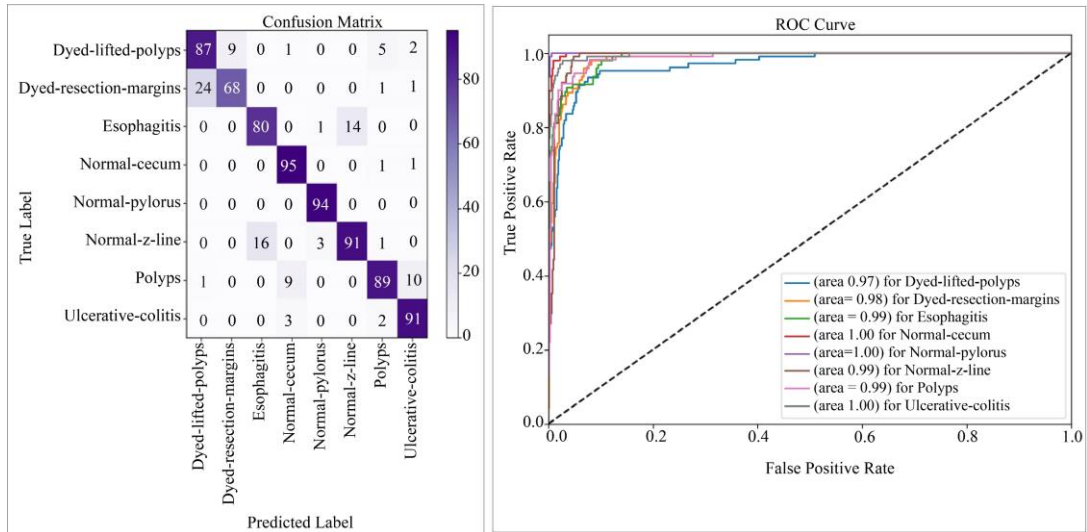 Confusion Matrix
True Label
Dyed-lifted-polyps 87 9 0 1 0 0 5 2
Dyed-resection-margins 24 68 0 0 0 0 1 1
Esophagitis 0 0 80 0 1 14 0 0
Normal-cecum 0 0 0 95 0 0 1 1
Normal-pylorus 0 0 0 0 94 0 0 0
Normal-z-line 0 0 16 0 3 91 1 0
Polyps 1 0 0 9 0 0 89 10
Ulcerative-colitis 0 0 0 3 0 0 2 91
80
60
40
20
0
Dyed-lifted-polyps
Dyed-resection-margins
Esophagitis
Normal-cecum
Normal-pylorus
Normal-z-line
Polyps
Ulcerative-colitis
Predicted Label
ROC Curve
True Positive Rate
1.0
0.8
0.6
0.4
0.2
0.0
(area 0.97) for Dyed-lifted-polyps
(area= 0.98) for Dyed-resection-margins
(area = 0.99) for Esophagitis
(area 1.00 for Normal-cecum
(area=1.00) for Normal-pylorus
(area 0.99) for Normal-z-line
(area = 0.99) for Polyps
(area 1.00) for Ulcerative-colitis
0.0 0.2 0.4 0.6 0.8 1.0
False Positive Rate